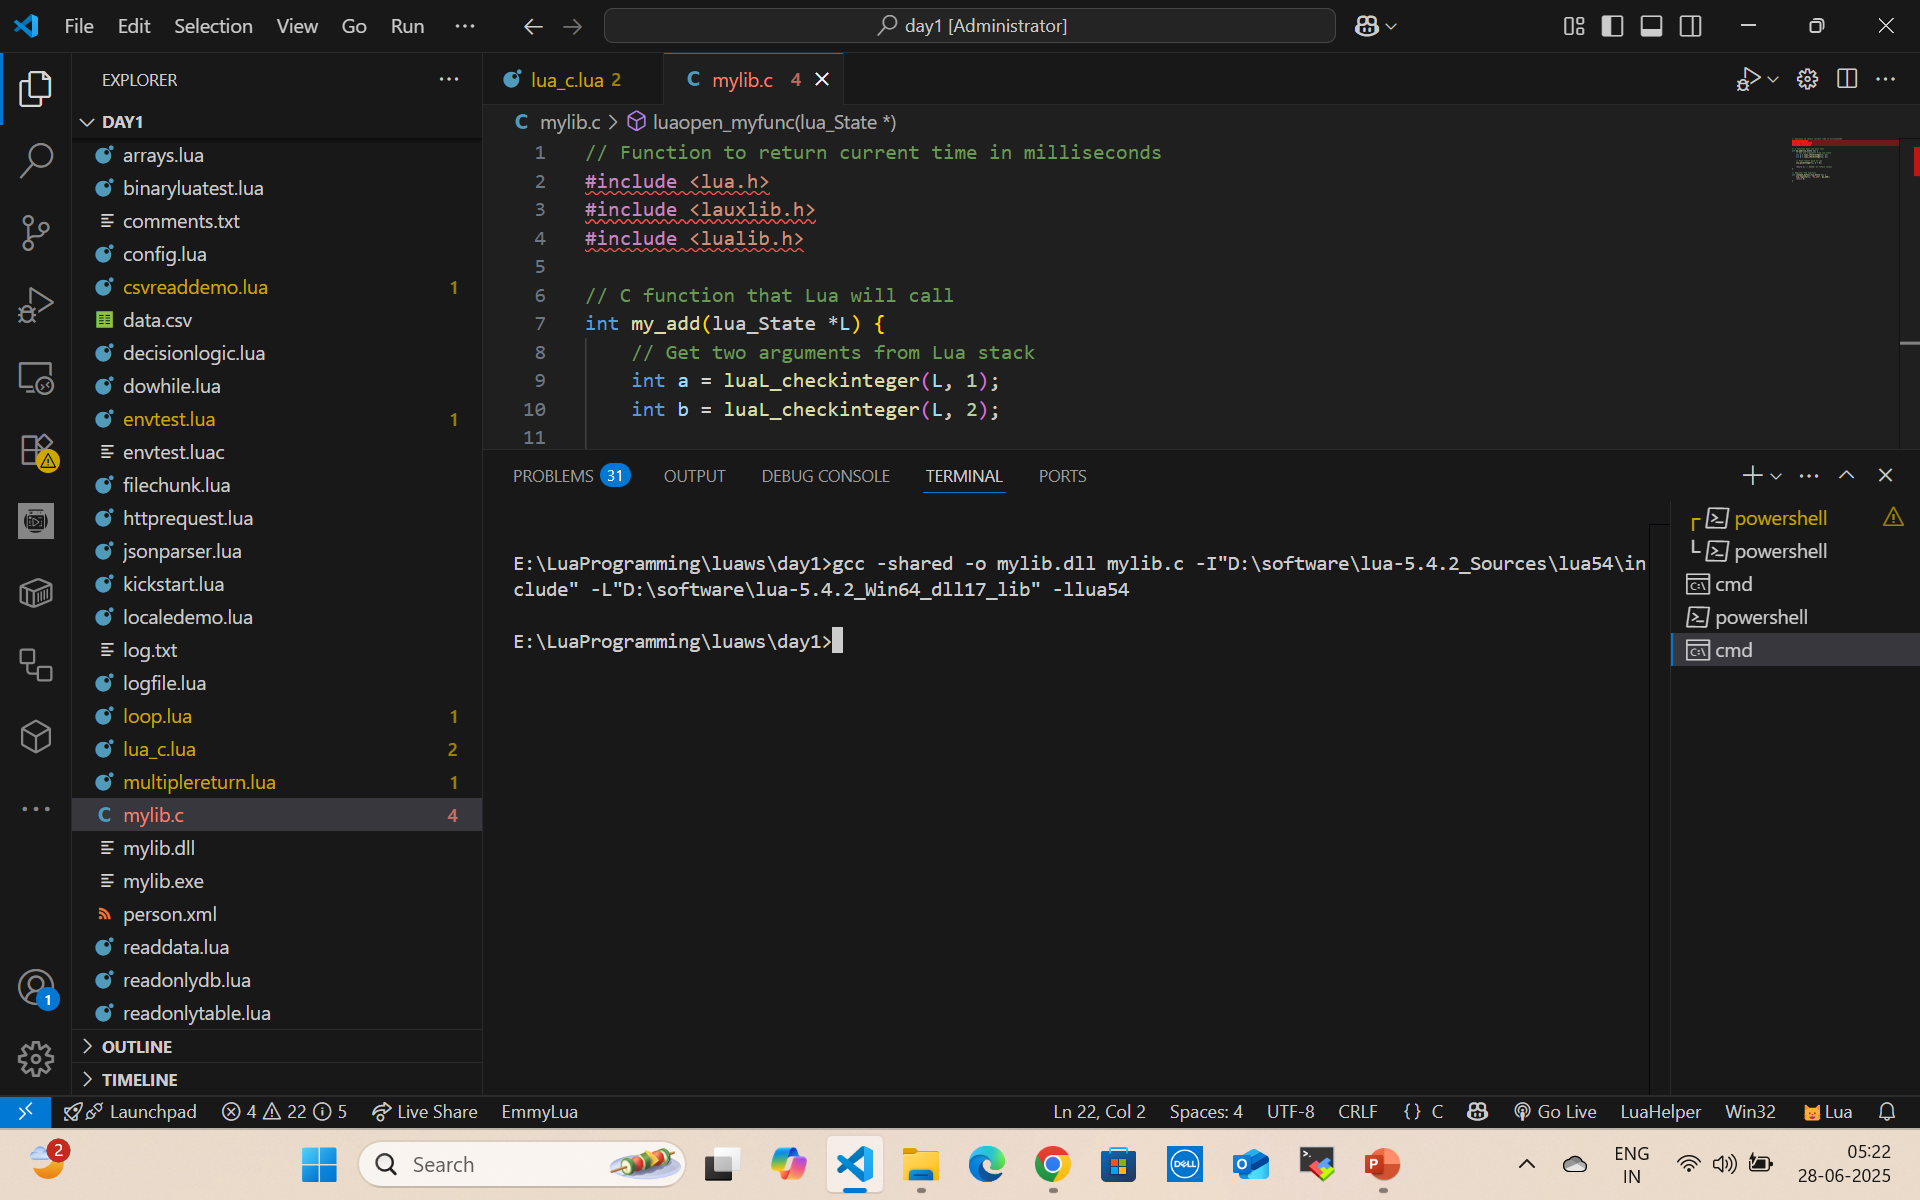 File Edit Selection View Go Run ···
day1 [Administrator]
EXPLORER
DAY1
arrays.lua
binaryluatest.lua
comments.txt
config.lua
csvreaddemo.lua 1
data.csv
decisionlogic.lua
dowhile.lua
envtest.lua 1
envtest.luac
filechunk.lua
httprequest.lua
jsonparser.lua
kickstart.lua
localedemo.lua
log.txt
logfile.lua
loop.lua 1
lua_c.lua 2
multiplereturn.lua 1
mylib.c 4
mylib.dll
mylib.exe
person.xml
readdata.lua
readonlydb.lua
readonlytable.lua
OUTLINE
TIMELINE
1
lua_c.lua 2
mylib.c 4
mylib.c > luaopen_myfunc(lua_State *)
1 // Function to return current time in milliseconds
2 #include <lua.h>
3 #include <lauxlib.h>
4 #include <lualib.h>
5
6 // C function that Lua will call
7 int my_add(lua_State *L) {
8 // Get two arguments from Lua stack
9 int a = luaL_checkinteger(L, 1);
10 int b = luaL_checkinteger(L, 2);
11
PROBLEMS 31 OUTPUT DEBUG CONSOLE TERMINAL PORTS
E:\LuaProgramming\luaws\day1>gcc -shared -o mylib.dll mylib.c -I"D:\software\lua-5.4.2_Sources\lua54\in
clude" -L"D:\software\lua-5.4.2_Win64_dll17_lib" -llua54
E:\LuaProgramming\luaws\day1>
powershell
powershell
cmd
powershell
cmd
Launchpad 4 22 5 Live Share EmmyLua
Ln 22, Col 2 Spaces: 4 UTF-8 CRLF {} C Go Live LuaHelper Win32 Lua
2
Search
DELL
ENG
IN
05:22
28-06-2025